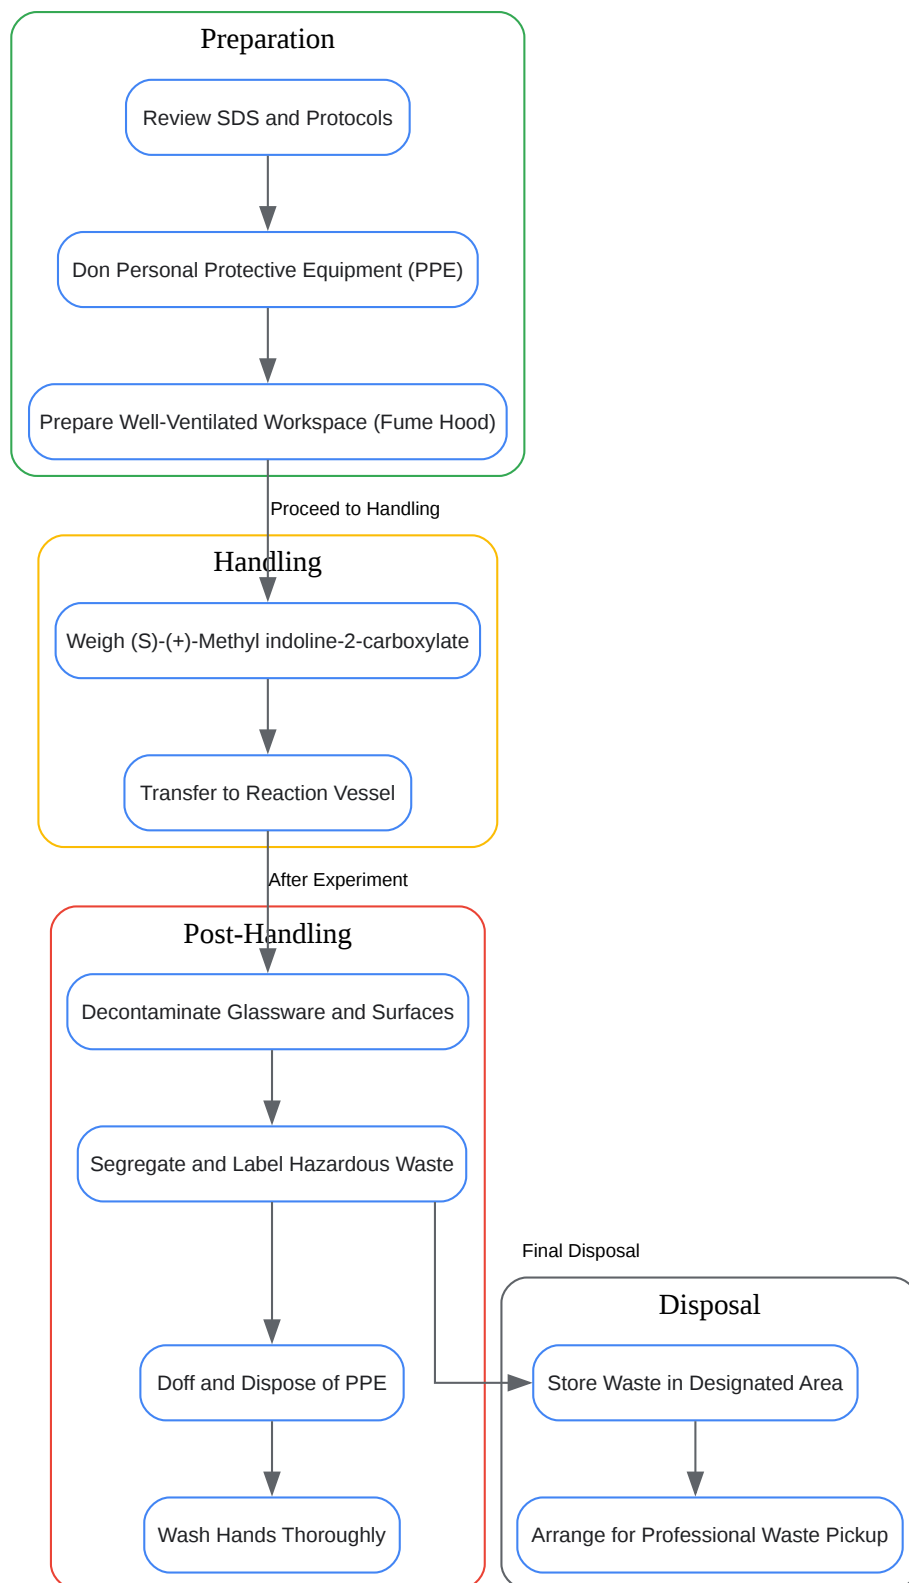 Preparation
Review SDS and Protocols
Don Personal Protective Equipment (PPE)
Prepare Well-Ventilated Workspace (Fume Hood)
Proceed to Handling
Handling
Weigh (S)-(+)-Methyl indoline-2-carboxylate
Transfer to Reaction Vessel
After Experiment
Post-Handling
Decontaminate Glassware and Surfaces
Segregate and Label Hazardous Waste
Doff and Dispose of PPE
Wash Hands Thoroughly
Final Disposal
Disposal
Store Waste in Designated Area
Arrange for Professional Waste Pickup